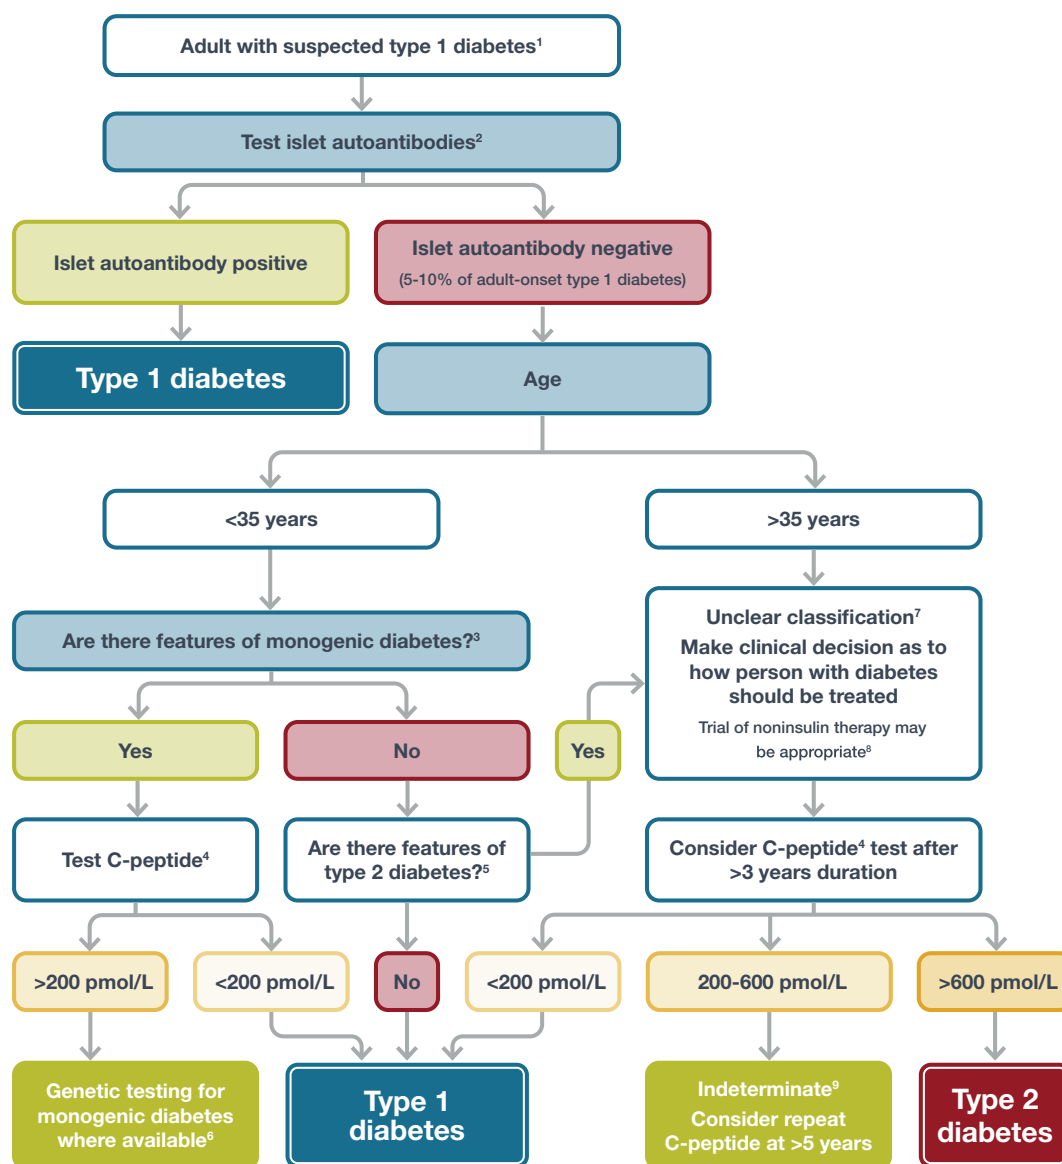 Adult with suspected type 1 diabetes¹
Test islet autoantibodies²
Islet autoantibody positive
Islet autoantibody negative
(5-10% of adult-onset type 1 diabetes)
Type 1 diabetes
Age
<35 years
>35 years
Are there features of monogenic diabetes?³
Unclear classification⁷
Make clinical decision as to
how person with diabetes
should be treated
Trial of noninsulin therapy may
be appropriate⁸
Yes
No
Yes
Test C-peptide⁴
Are there features of
type 2 diabetes?⁵
Consider C-peptide⁴ test after
>3 years duration
>200 pmol/L
<200 pmol/L
No
<200 pmol/L
200-600 pmol/L
>600 pmol/L
Genetic testing for
monogenic diabetes
where available⁶
Type 1
diabetes
Indeterminate⁹
Consider repeat
C-peptide at >5 years
Type 2
diabetes